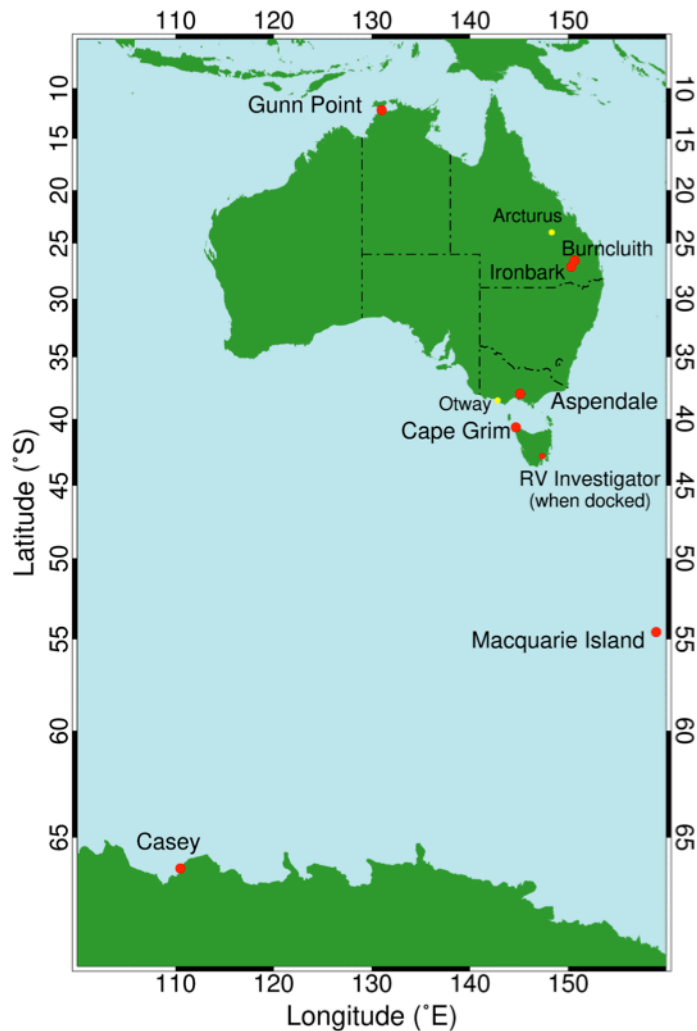 110 120 130 140 150
10 10
Gunn Point
15 15
20 20
Arcturus
25 25
Burncluith
Ironbark
30 30
35 35
Otway
Aspendale
40 40
Cape Grim
RV Investigator
45 45
(when docked)
Latitude (˚S)
50 50
Macquarie Island
55 55
60 60
Casey
65 65
110 120 130 140 150
Longitude (˚E)